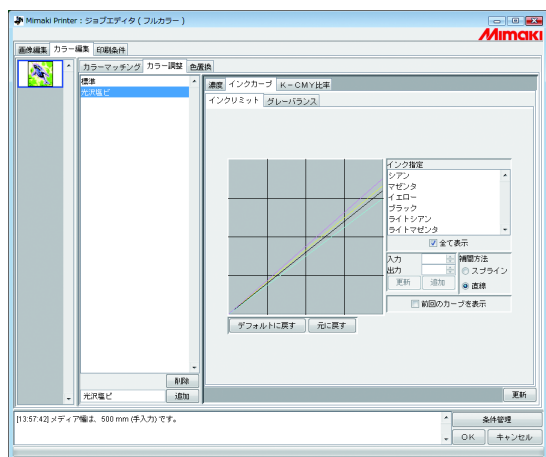 Mimaki Printer : ジョブエディタ ( フルカラー )
Mimaki
画像編集 カラー編集 印刷条件
カラーマッチング カラー調整 色置換
標準
光沢塩ビ
濃度 インクカーブ K-CMY比率
インクリミット グレーバランス
インク指定
シアン
マゼンタ
イエロー
ブラック
ライトシアン
ライトマゼンタ
全て表示
入力
出力
更新 追加
補間方法
スプライン
直線
前回のカーブを表示
デフォルトに戻す 元に戻す
削除
光沢塩ビ 追加
更新
[13:57:42] メディア幅は、500 mm (手入力) です。
条件管理
OK キャンセル